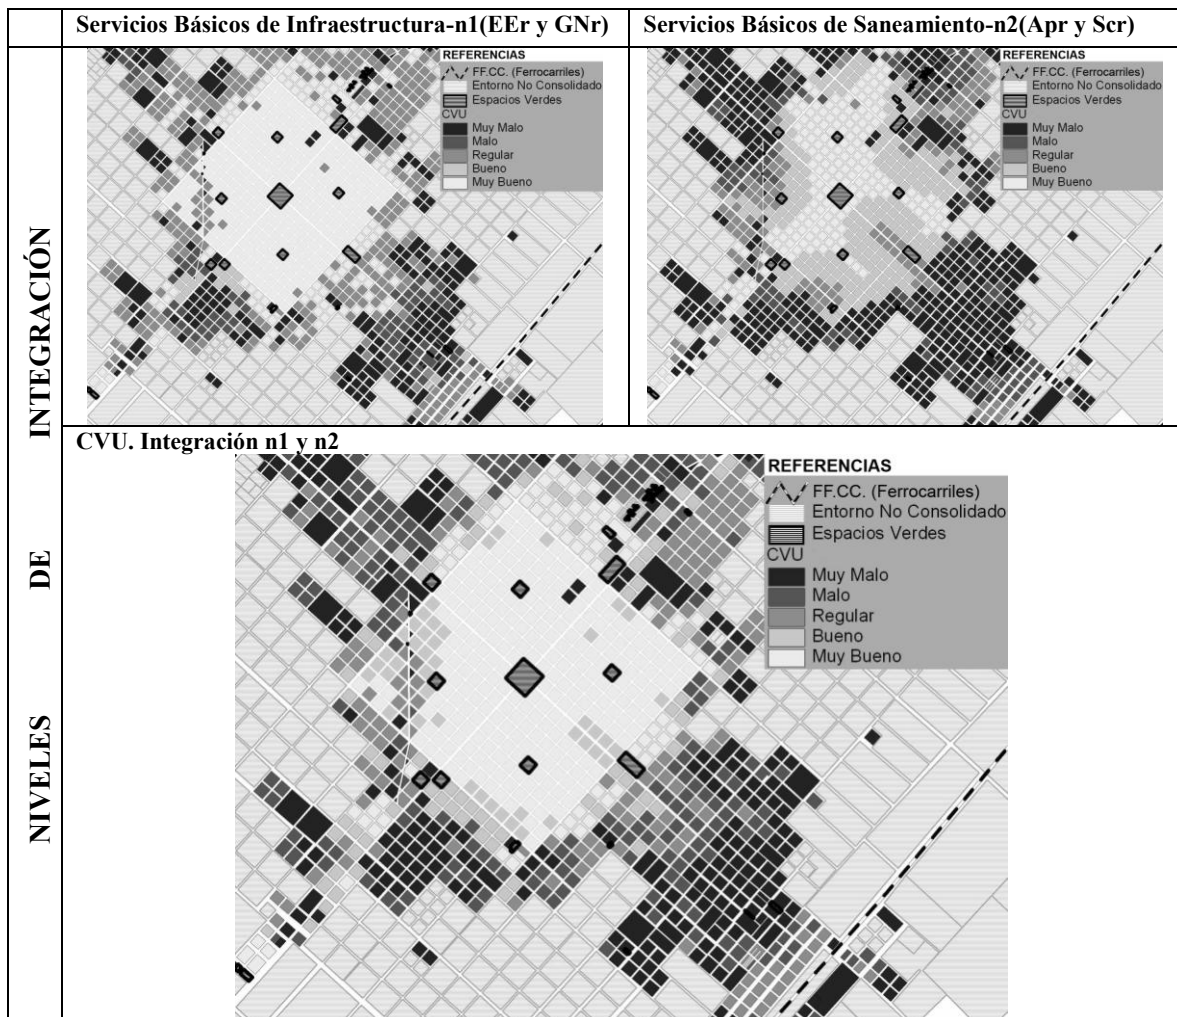 Servicios Básicos de Infraestructura-n1(EEr y GNr)
Servicios Básicos de Saneamiento-n2(Apr y Scr)
REFERENCIAS
FF.CC. (Ferrocarriles)
Entorno No Consolidado
Espacios Verdes
CVU
Muy Malo
Malo
Regular
Bueno
Muy Bueno
REFERENCIAS
FF.CC. (Ferrocarriles)
Entorno No Consolidado
Espacios Verdes
CVU
Muy Malo
Malo
Regular
Bueno
Muy Bueno
NIVELES DE INTEGRACIÓN
CVU. Integración n1 y n2
REFERENCIAS
FF.CC. (Ferrocarriles)
Entorno No Consolidado
Espacios Verdes
CVU
Muy Malo
Malo
Regular
Bueno
Muy Bueno